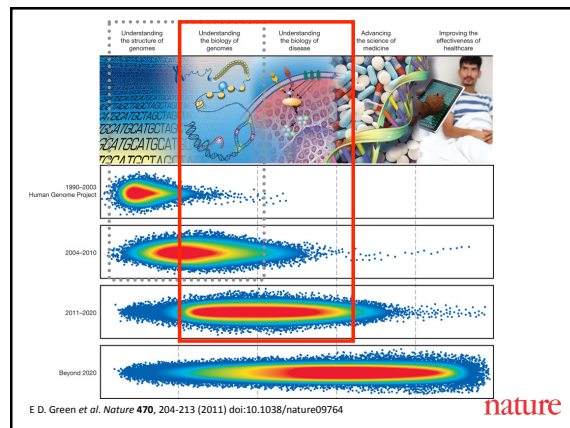 Understanding
the structure of
genomes
Understanding
the biology of
genomes
Understanding
the biology of
disease
Advancing
the science of
medicine
Improving the
effectiveness of
healthcare
1990–2003
Human Genome Project
2004–2010
2011–2020
Beyond 2020
E D. Green et al. Nature 470, 204-213 (2011) doi:10.1038/nature09764
nature